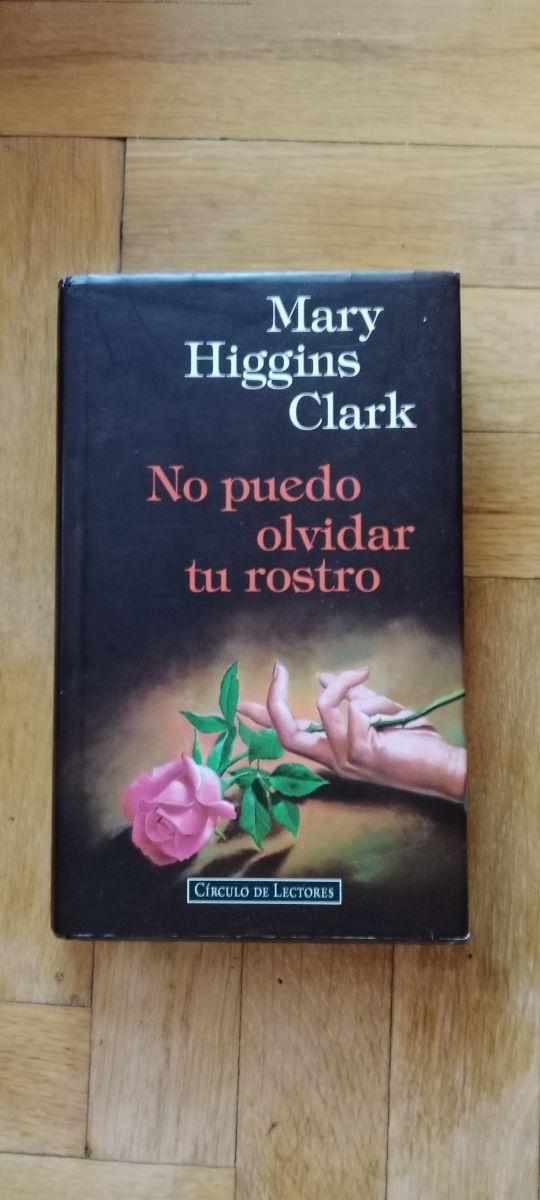 Mary
Higgins
Clark
No puedo
olvidar
tu rostro
CÍRCULO DE LECTORES